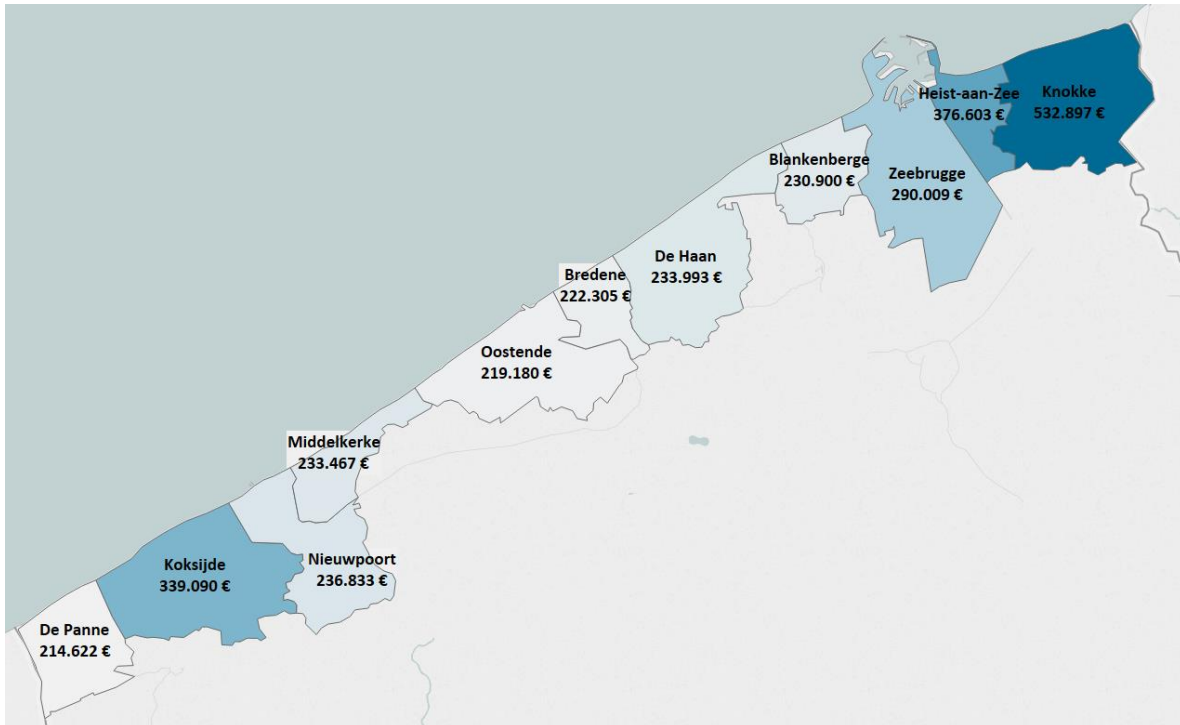 Heist-aan-Zee
376.603 €
Knokke
532.897 €
Blankenberge
230.900 €
Zeebrugge
290.009 €
De Haan
233.993 €
Bredene
222.305 €
Oostende
219.180 €
Middelkerke
233.467 €
Nieuwpoort
236.833 €
Koksijde
339.090 €
De Panne
214.622 €